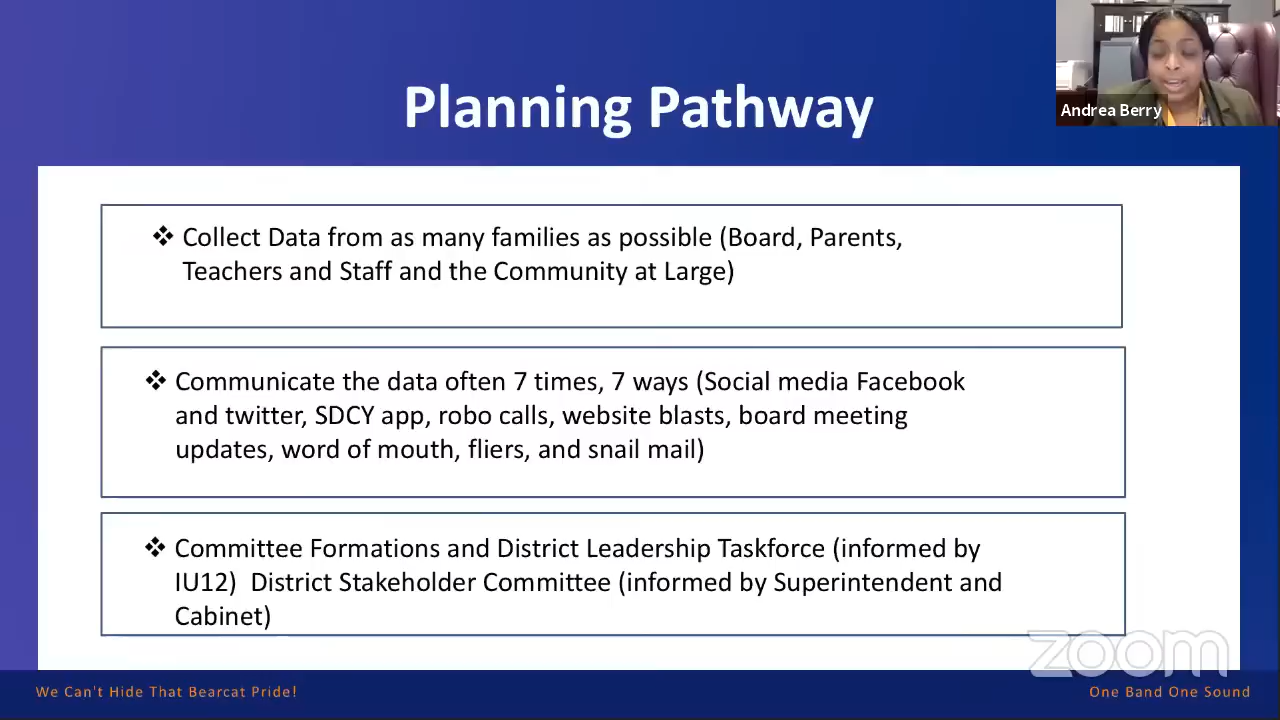 Planning Pathway
Andrea Berry
❖ Collect Data from as many families as possible (Board, Parents,
Teachers and Staff and the Community at Large)
❖ Communicate the data often 7 times, 7 ways (Social media Facebook
and twitter, SDCY app, robo calls, website blasts, board meeting
updates, word of mouth, fliers, and snail mail)
❖ Committee Formations and District Leadership Taskforce (informed by
IU12)  District Stakeholder Committee (informed by Superintendent and
Cabinet)
zoom
We Can't Hide That Bearcat Pride!
One Band One Sound